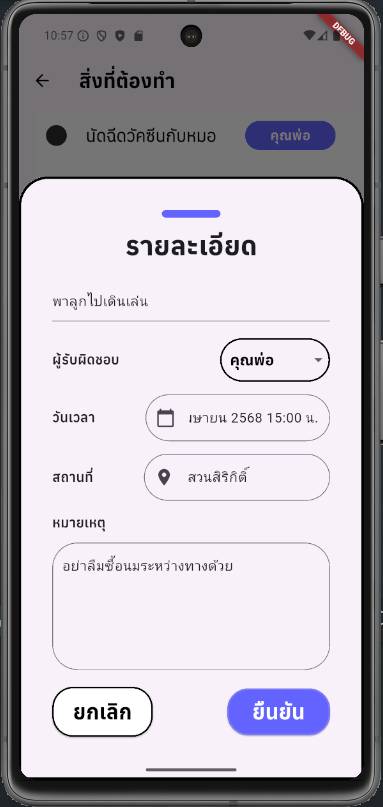 10:57
DEBUG
สิ่งที่ต้องทำ
นัดฉีดวัคซีนกับหมอ คุณพ่อ
รายละเอียด
พาลูกไปเดินเล่น
ผู้รับผิดชอบ คุณพ่อ
วันเวลา เมษายน 2568 15:00 น.
สถานที่ สวนสิริกิติ์
หมายเหตุ
อย่าลืมซื้อนมระหว่างทางด้วย
ยกเลิก ยืนยัน